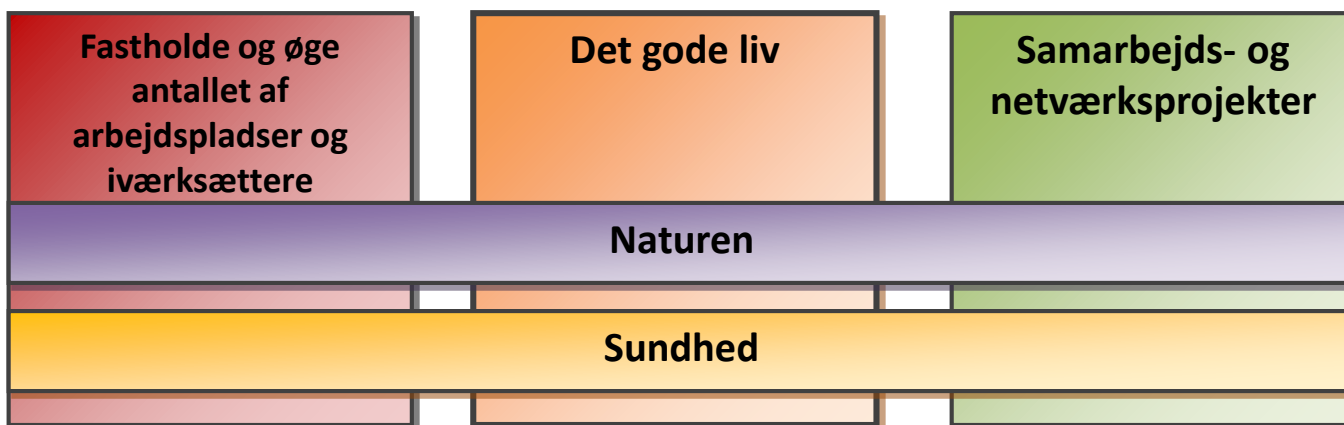 Fastholde og øge
antallet af
arbejdspladser og
iværksættere
Det gode liv
Samarbejds- og
netværksprojekter
Naturen
Sundhed